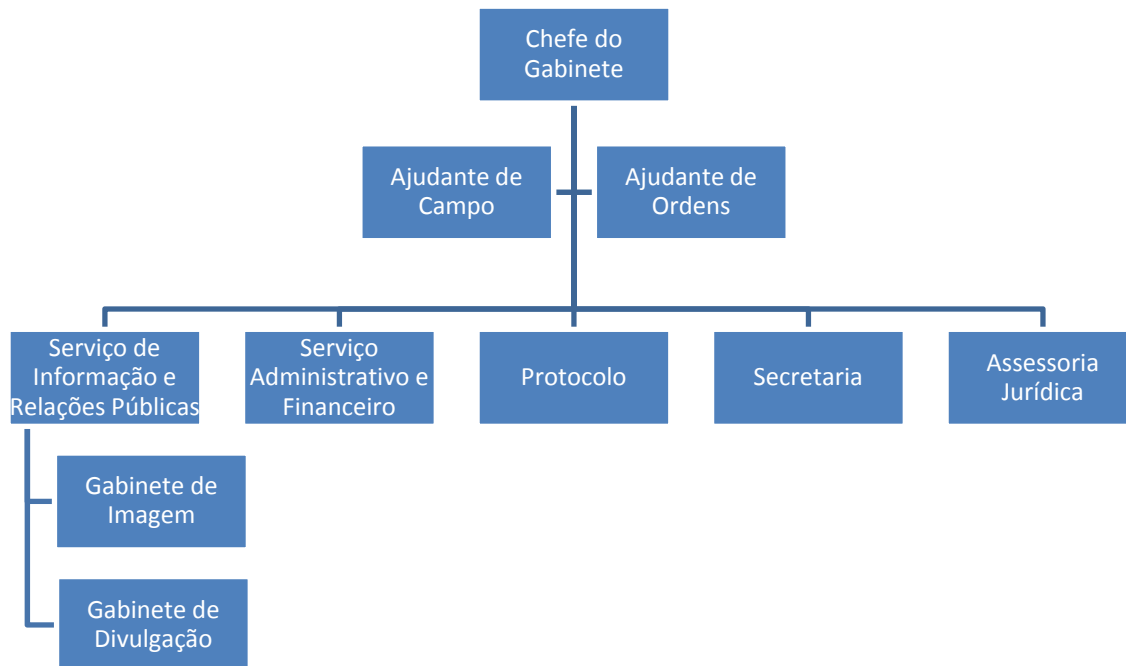 Chefe do
Gabinete
Ajudante de
Campo
Ajudante de
Ordens
Serviço de
Informação e
Relações Públicas
Serviço
Administrativo e
Financeiro
Protocolo
Secretaria
Assessoria
Jurídica
Gabinete de
Imagem
Gabinete de
Divulgação